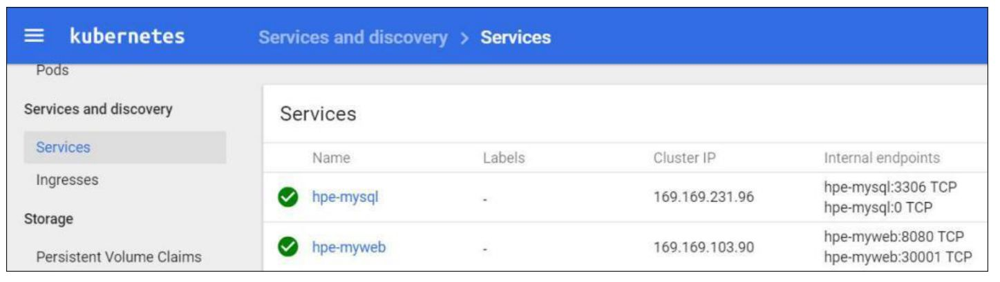 kubernetes Services and discovery > Services
Pods
Services and discovery
Services
Ingresses
Storage
Persistent Volume Claims
Services
Name Labels Cluster IP Internal endpoints
hpe-mysql - 169.169.231.96 hpe-mysql:3306 TCP
hpe-mysql:0 TCP
hpe-myweb - 169.169.103.90 hpe-myweb:8080 TCP
hpe-myweb:30001 TCP